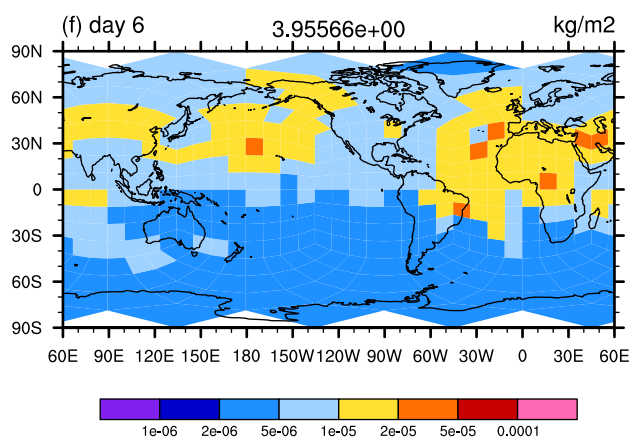 (f) day 6 3.95566e+00 kg/m2
90N
60N
30N
0
30S
60S
90S
60E 90E 120E 150E 180 150W 120W 90W 60W 30W 0 30E 60E
1e-06 2e-06 5e-06 1e-05 2e-05 5e-05 0.0001